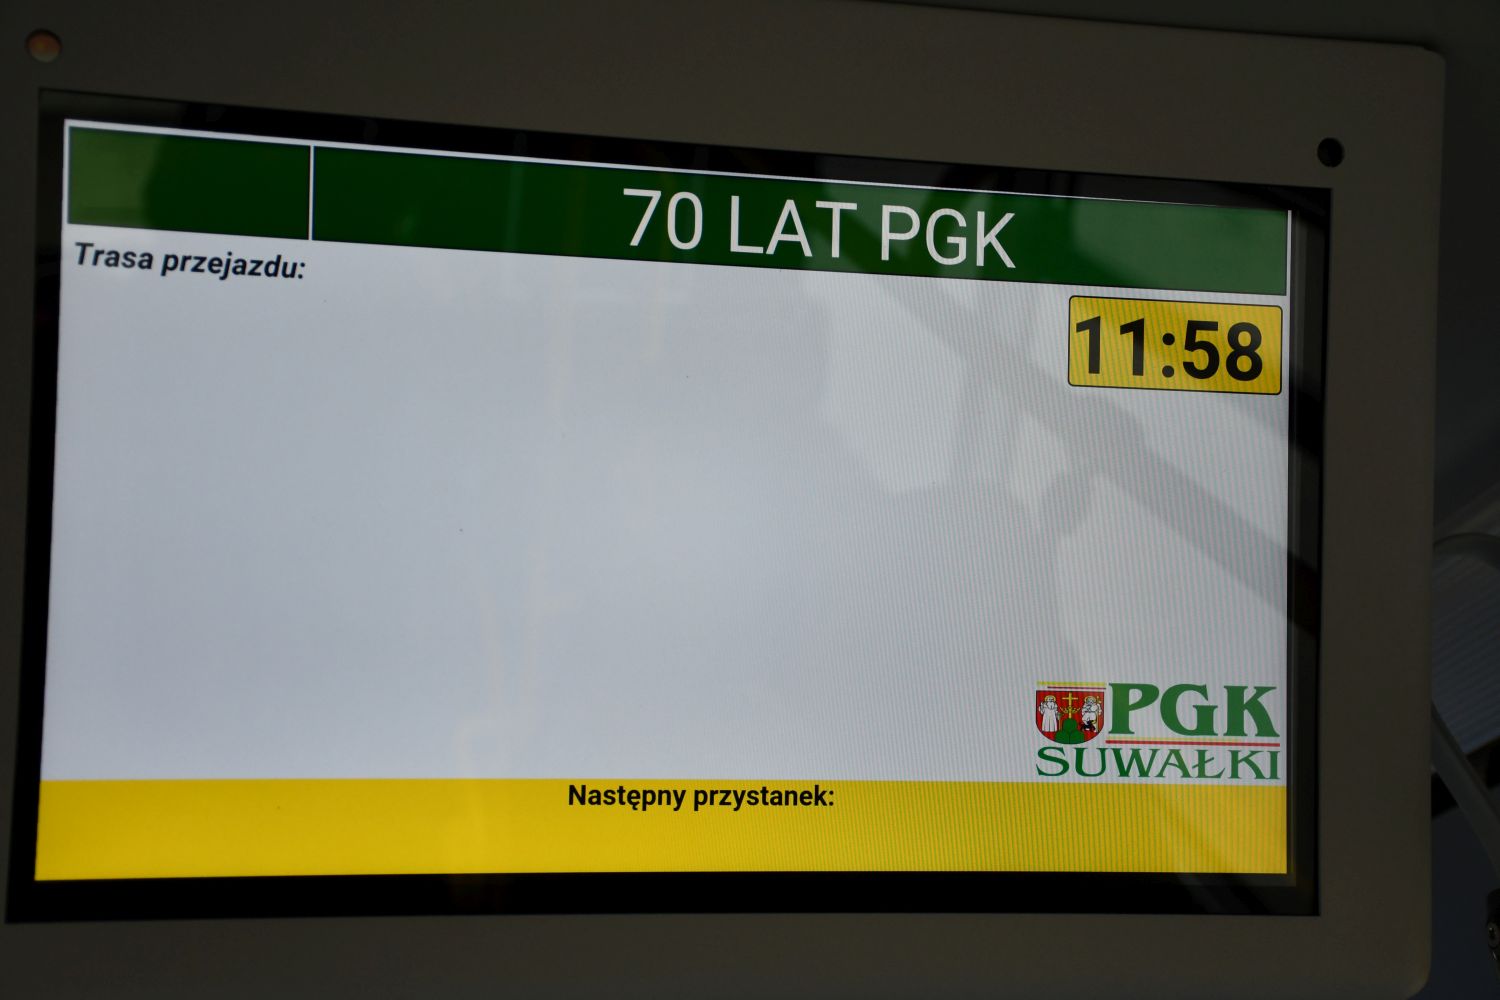 70 LAT PGK
Trasa przejazdu:
11:58
PGK
SUWAŁKI
Następny przystanek: